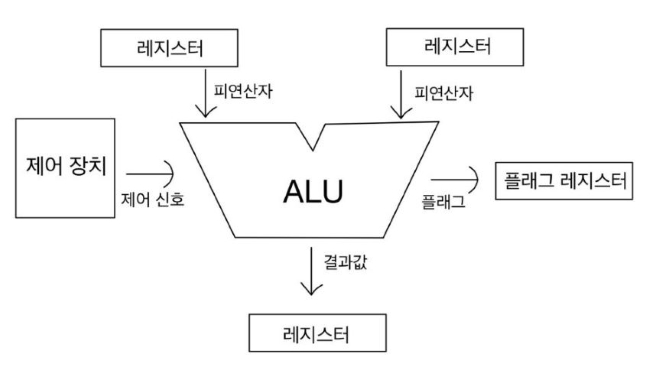 레지스터
레지스터
피연산자
피연산자
제어 장치
제어 신호
ALU
플래그
플래그 레지스터
결과값
레지스터